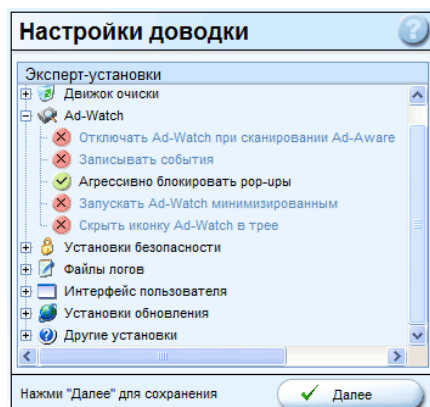 Настройки доводки
?
Эксперт-установки
Движок очиски
Ad-Watch
Отключать Ad-Watch при сканировании Ad-Aware
Записывать события
Агрессивно блокировать pop-upы
Запускать Ad-Watch минимизированным
Скрыть иконку Ad-Watch в трее
Установки безопасности
Файлы логов
Интерфейс пользователя
Установки обновления
Другие установки
Нажми "Далее" для сохранения
Далее